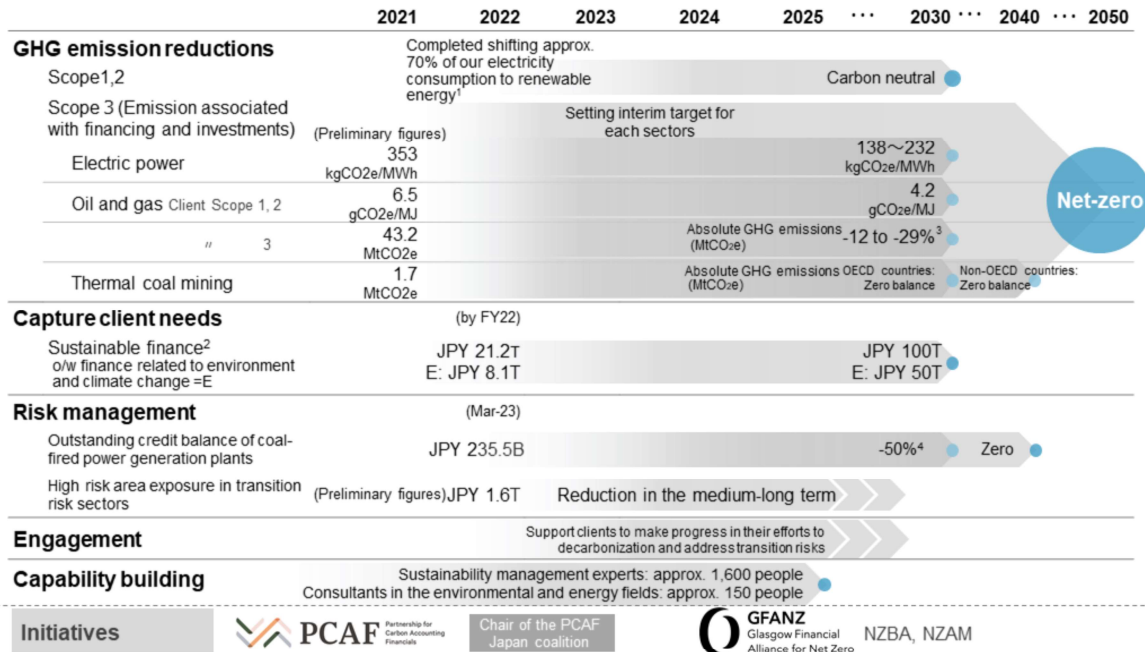 2021 2022 2023 2024 2025 ··· 2030 ··· 2040 ··· 2050
GHG emission reductions
Scope1,2
Completed shifting approx.
70% of our electricity
consumption to renewable
energy1
Carbon neutral
Scope 3 (Emission associated
with financing and investments)
(Preliminary figures)
Setting interim target for
each sectors
Electric power
353
kgCO2e/MWh
138～232
kgCO2e/MWh
Oil and gas Client Scope 1, 2
6.5
gCO2e/MJ
4.2
gCO2e/MJ
〃 3
43.2
MtCO2e
Absolute GHG emissions
(MtCO2e)
-12 to -29%3
Thermal coal mining
1.7
MtCO2e
Absolute GHG emissions
(MtCO2e)
OECD countries:
Zero balance
Non-OECD countries:
Zero balance
Net-zero
Capture client needs
(by FY22)
Sustainable finance2
o/w finance related to environment
and climate change =E
JPY 21.2T
E: JPY 8.1T
JPY 100T
E: JPY 50T
Risk management
(Mar-23)
Outstanding credit balance of coal-
fired power generation plants
JPY 235.5B
-50%4
Zero
High risk area exposure in transition
risk sectors
(Preliminary figures) JPY 1.6T
Reduction in the medium-long term
Engagement
Support clients to make progress in their efforts to
decarbonization and address transition risks
Capability building
Sustainability management experts: approx. 1,600 people
Consultants in the environmental and energy fields: approx. 150 people
Initiatives
PCAF
Partnership for
Carbon Accounting
Financials
Chair of the PCAF
Japan coalition
GFANZ
Glasgow Financial
Alliance for Net Zero
NZBA, NZAM